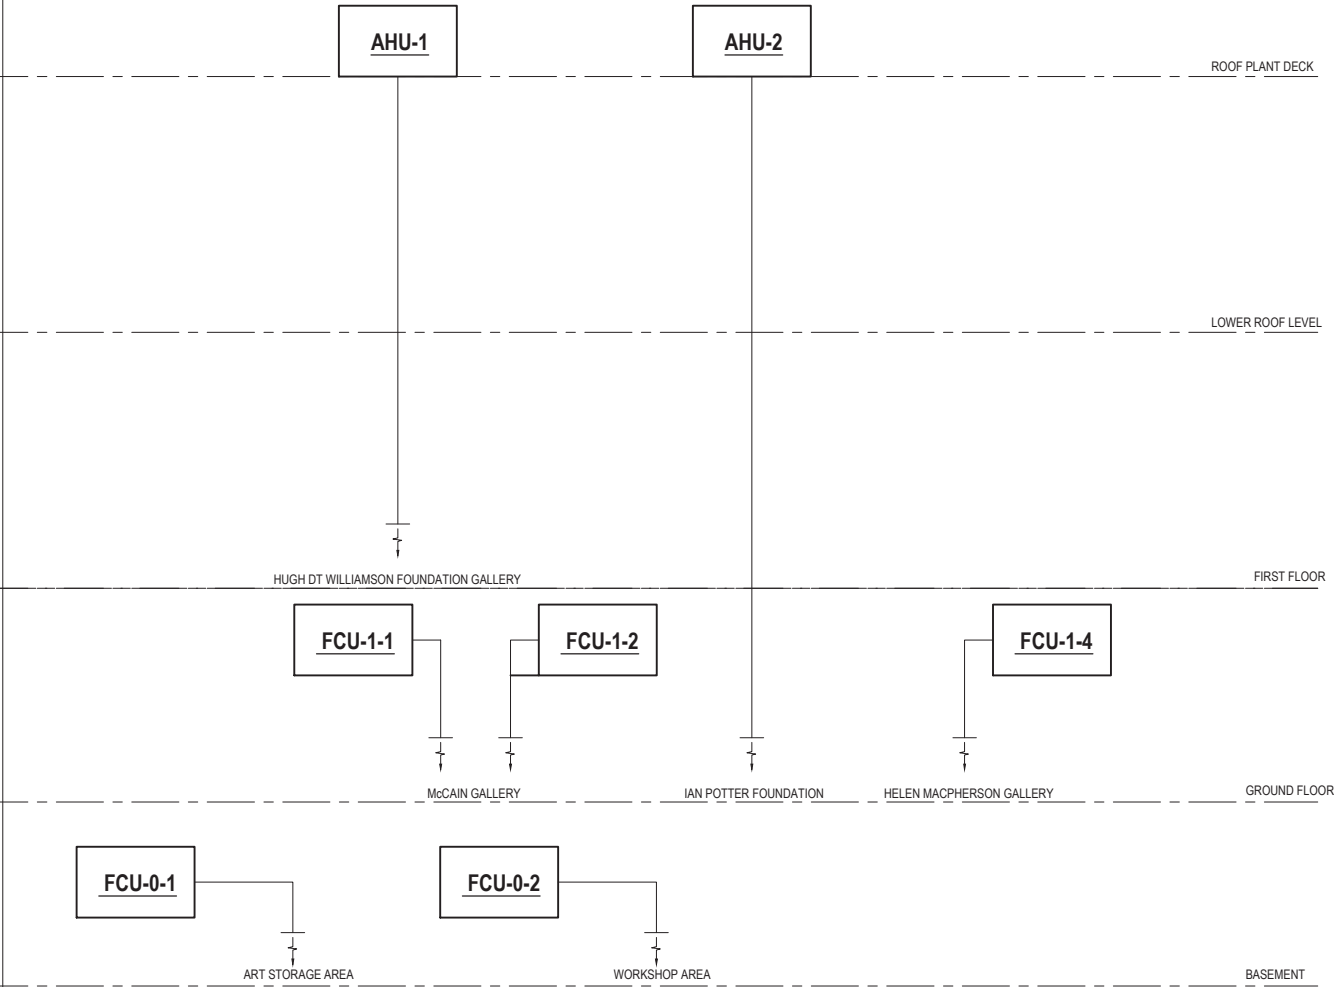 AHU-1
AHU-2
ROOF PLANT DECK
LOWER ROOF LEVEL
HUGH DT WILLIAMSON FOUNDATION GALLERY
FIRST FLOOR
FCU-1-1
FCU-1-2
FCU-1-4
McCAIN GALLERY
IAN POTTER FOUNDATION
HELEN MACPHERSON GALLERY
GROUND FLOOR
FCU-0-1
FCU-0-2
ART STORAGE AREA
WORKSHOP AREA
BASEMENT